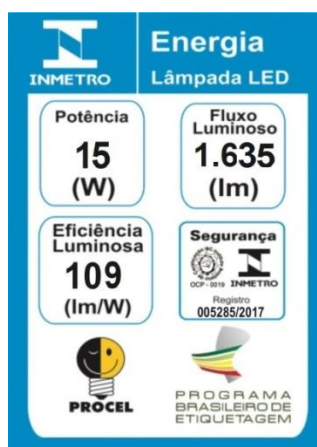 INMETRO
Energia
Lâmpada LED
Potência
15
(W)
Fluxo
Luminoso
1.635
(lm)
Eficiência
Luminosa
109
(lm/W)
Segurança
OCP - 0019 INMETRO
Registro
005285/2017
PROCEL
PROGRAMA
BRASILEIRO DE
ETIQUETAGEM